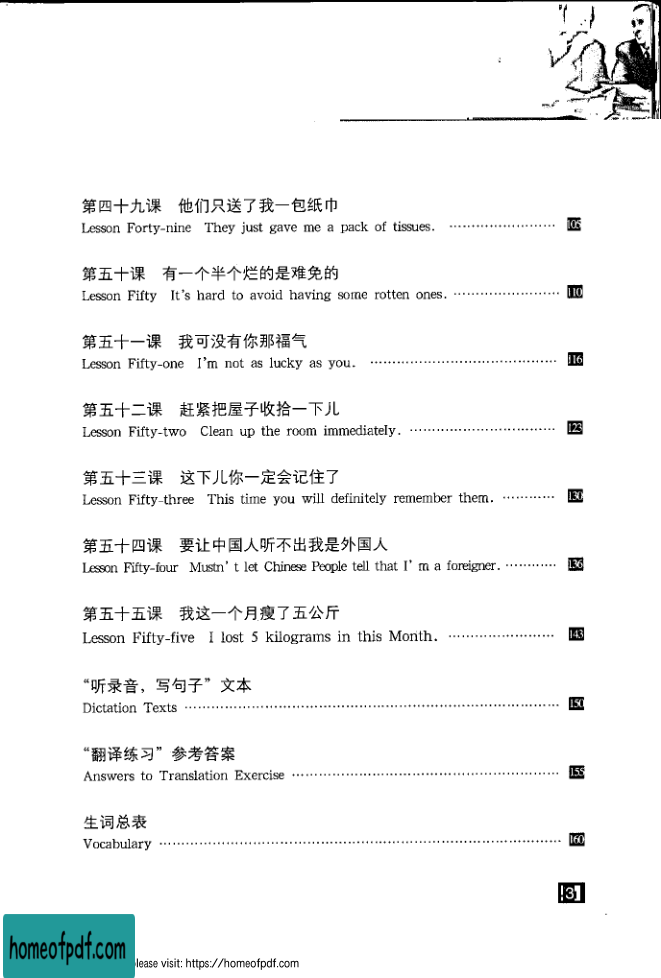 第四十九课 他们只送了我一包纸巾
Lesson Forty-nine They just gave me a pack of tissues. ························ 105
第五十课 有一个半个烂的是难免的
Lesson Fifty It's hard to avoid having some rotten ones. ························ 110
第五十一课 我可没有你那福气
Lesson Fifty-one I'm not as lucky as you. ·········································· 116
第五十二课 赶紧把屋子收拾一下儿
Lesson Fifty-two Clean up the room immediately. ································· 123
第五十三课 这下儿你一定会记住了
Lesson Fifty-three This time you will definitely remember them. ············ 130
第五十四课 要让中国人听不出我是外国人
Lesson Fifty-four Mustn't let Chinese People tell that I'm a foreigner. ············ 136
第五十五课 我这一个月瘦了五公斤
Lesson Fifty-five I lost 5 kilograms in this Month. ························ 143
“听录音，写句子”文本
Dictation Texts ···················································································· 150
“翻译练习”参考答案
Answers to Translation Exercise ···························································· 155
生词总表
Vocabulary ·························································································· 160
3
homeofpdf.com
lease visit: https://homeofpdf.com